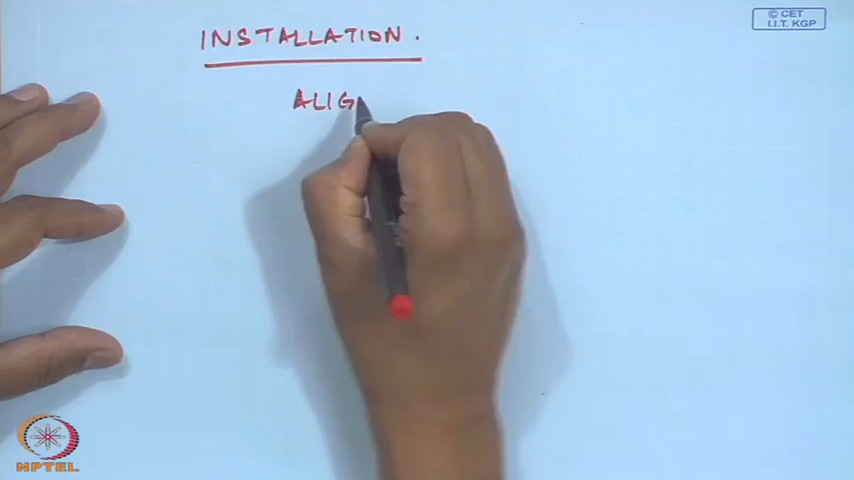 INSTALLATION.
© CET
I.I.T. KGP
ALIG
NPTEL